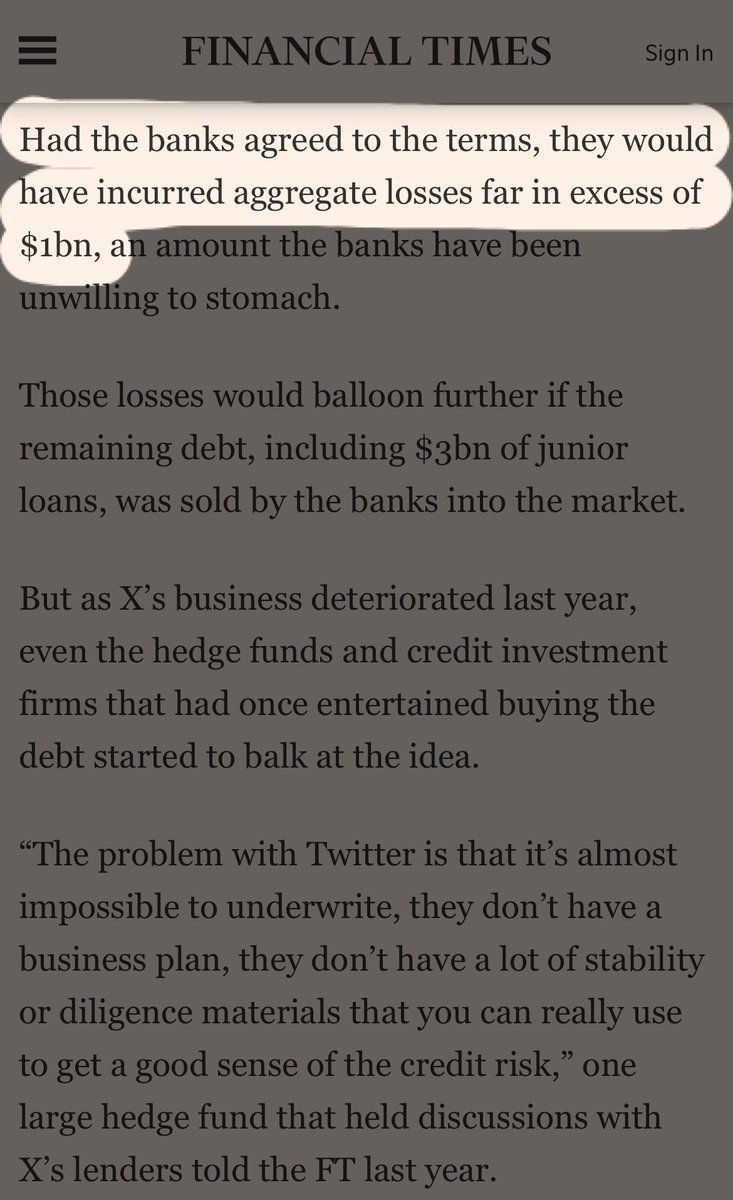 FINANCIAL TIMES
Sign In
Had the banks agreed to the terms, they would
have incurred aggregate losses far in excess of
$1bn, an amount the banks have been
unwilling to stomach.
Those losses would balloon further if the
remaining debt, including $3bn of junior
loans, was sold by the banks into the market.
But as X’s business deteriorated last year,
even the hedge funds and credit investment
firms that had once entertained buying the
debt started to balk at the idea.
“The problem with Twitter is that it’s almost
impossible to underwrite, they don’t have a
business plan, they don’t have a lot of stability
or diligence materials that you can really use
to get a good sense of the credit risk,” one
large hedge fund that held discussions with
X’s lenders told the FT last year.